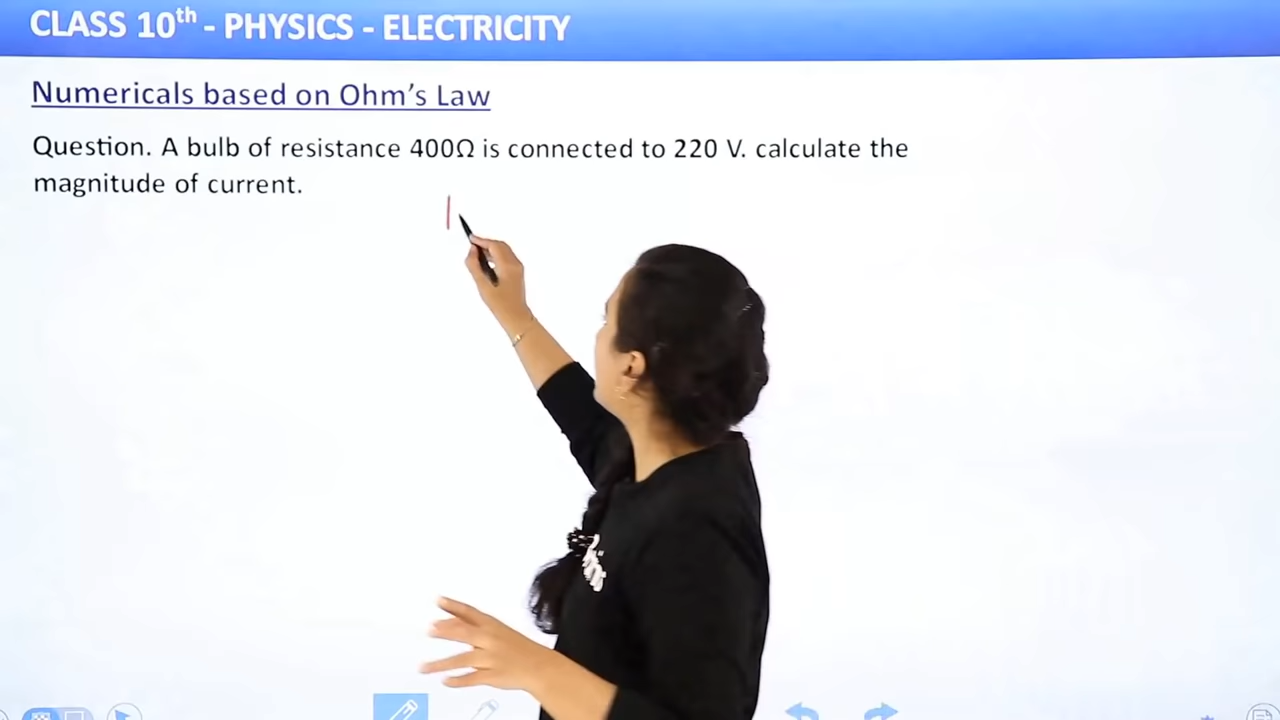 CLASS 10th - PHYSICS - ELECTRICITY
Numericals based on Ohm's Law
Question. A bulb of resistance 400Ω is connected to 220 V. calculate the
magnitude of current.